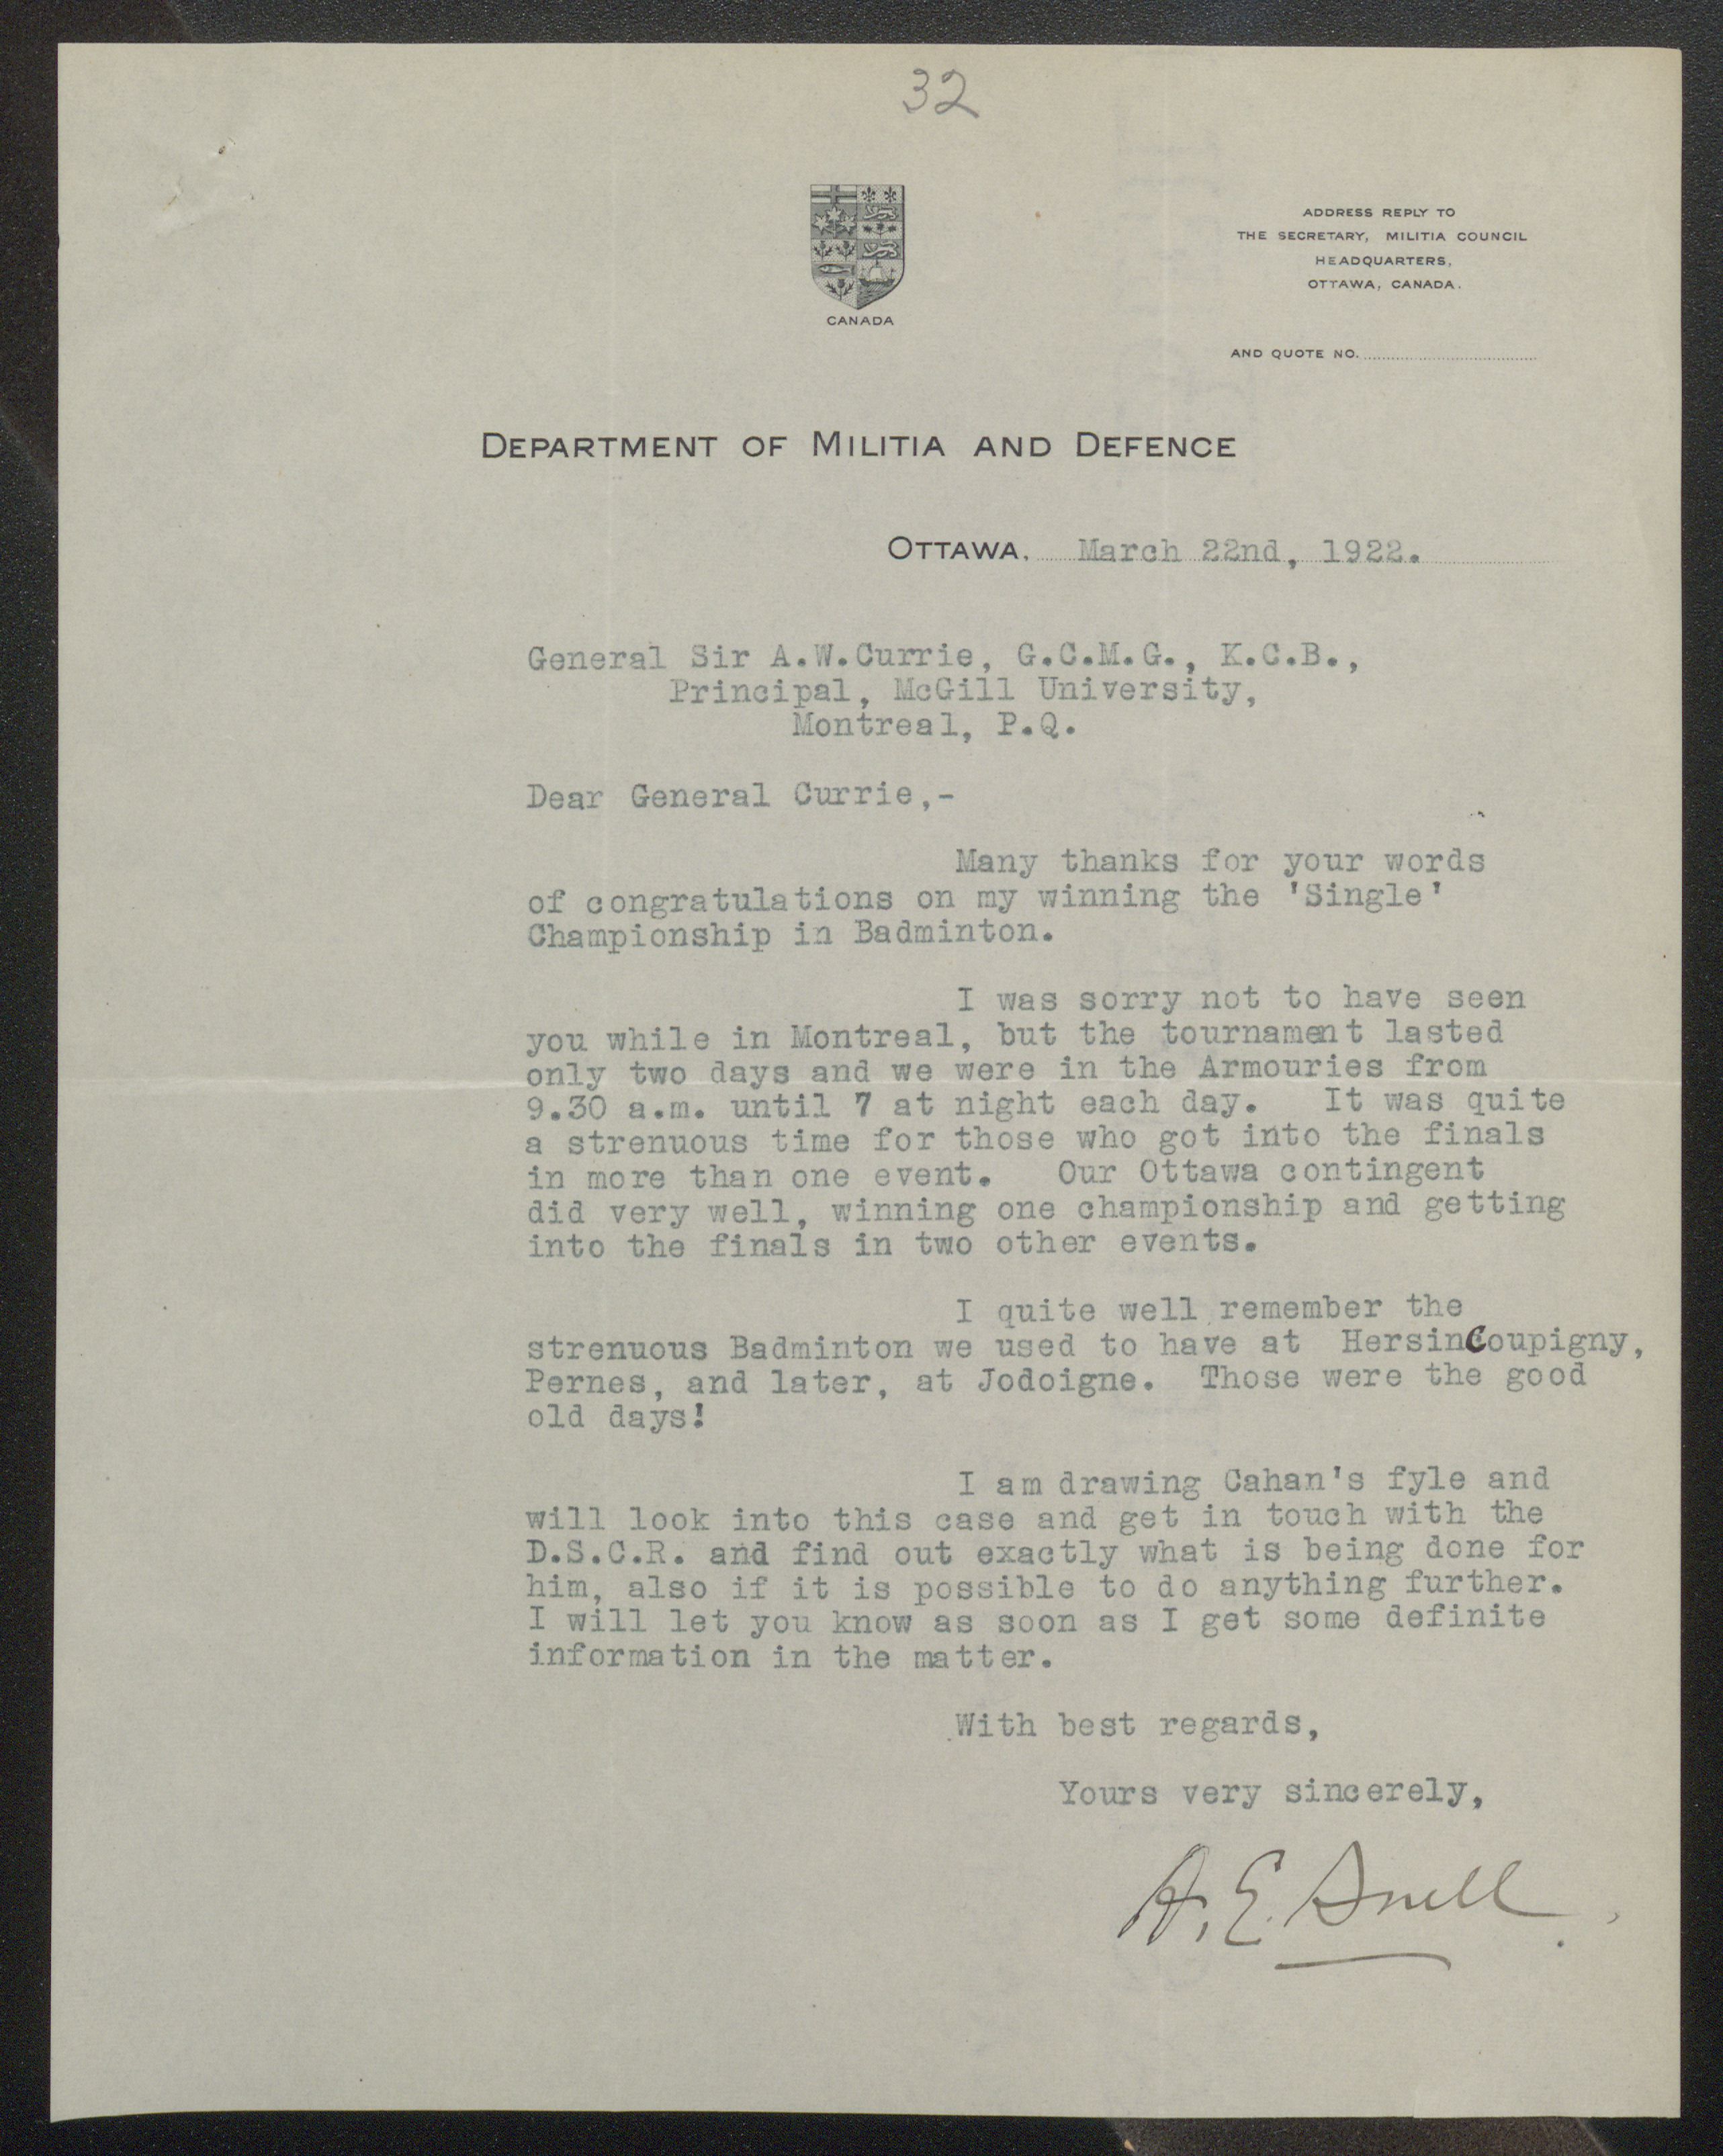 32
CANADA
ADDRESS REPLY TO
THE SECRETARY, MILITIA COUNCIL
HEADQUARTERS,
OTTAWA, CANADA.
AND QUOTE NO.
DEPARTMENT OF MILITIA AND DEFENCE
OTTAWA. March 22nd, 1922.
General Sir A.W.Currie, G.C.M.G., K.C.B.,
Principal, McGill University,
Montreal, P.Q.
Dear General Currie,-
Many thanks for your words
of congratulations on my winning the 'Single'
Championship in Badminton.
I was sorry not to have seen
you while in Montreal, but the tournament lasted
only two days and we were in the Armouries from
9.30 a.m. until 7 at night each day. It was quite
a strenuous time for those who got into the finals
in more than one event. Our Ottawa contingent
did very well, winning one championship and getting
into the finals in two other events.
I quite well remember the
strenuous Badminton we used to have at HersinCoupigny,
Pernes, and later, at Jodoigne. Those were the good
old days!
I am drawing Cahan's fyle and
will look into this case and get in touch with the
D.S.C.R. and find out exactly what is being done for
him, also if it is possible to do anything further.
I will let you know as soon as I get some definite
information in the matter.
With best regards,
Yours very sincerely,
A.E. Snell.